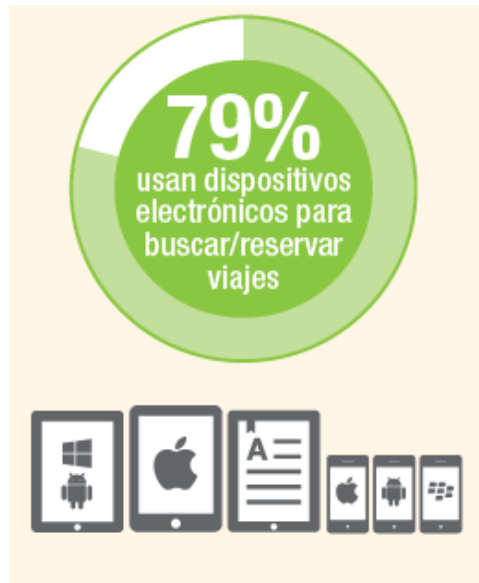 79%
usan dispositivos
electrónicos para
buscar/reservar
viajes
A